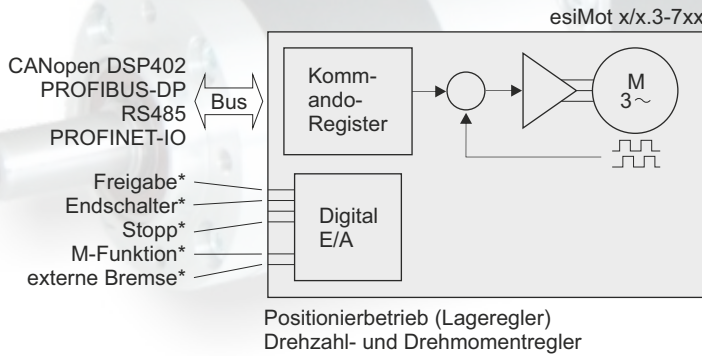 esiMot x/x.3-7xx
CANopen DSP402
PROFIBUS-DP
RS485
PROFINET-IO
Bus
Komm-
ando-
Register
M
3~
Freigabe*
Endschalter*
Stopp*
M-Funktion*
externe Bremse*
Digital
E/A
Positionierbetrieb (Lageregler)
Drehzahl- und Drehmomentregler